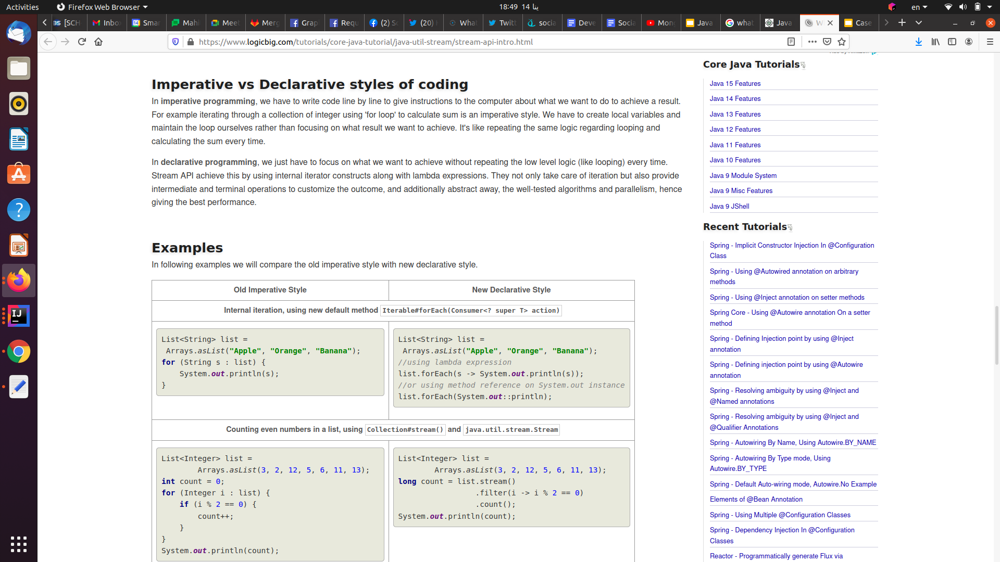 Activities
Firefox Web Browser
18:49 14 ينا
en
[SCH
Inbo
Smar
Mahi
Meet
Merg
Grap
Requ
(2) Sc
(20)
What
Twitt
socia
Deve
Socia
Mong
Java
what
Java
W
Case
https://www.logicbig.com/tutorials/core-java-tutorial/java-util-stream/stream-api-intro.html
Imperative vs Declarative styles of coding
In imperative programming, we have to write code line by line to give instructions to the computer about what we want to do to achieve a result.
For example iterating through a collection of integer using 'for loop' to calculate sum is an imperative style. We have to create local variables and
maintain the loop ourselves rather than focusing on what result we want to achieve. It's like repeating the same logic regarding looping and
calculating the sum every time.
In declarative programming, we just have to focus on what we want to achieve without repeating the low level logic (like looping) every time.
Stream API achieve this by using internal iterator constructs along with lambda expressions. They not only take care of iteration but also provide
intermediate and terminal operations to customize the outcome, and additionally abstract away, the well-tested algorithms and parallelism, hence
giving the best performance.
Examples
In following examples we will compare the old imperative style with new declarative style.
Old Imperative Style
New Declarative Style
Internal iteration, using new default method Iterable#forEach(Consumer<? super T> action)
List<String> list =
Arrays.asList("Apple", "Orange", "Banana");
for (String s : list) {
System.out.println(s);
}
List<String> list =
Arrays.asList("Apple", "Orange", "Banana");
//using lambda expression
list.forEach(s -> System.out.println(s));
//or using method reference on System.out instance
list.forEach(System.out::println);
Counting even numbers in a list, using Collection#stream() and java.util.stream.Stream
List<Integer> list =
Arrays.asList(3, 2, 12, 5, 6, 11, 13);
int count = 0;
for (Integer i : list) {
if (i % 2 == 0) {
count++;
}
}
System.out.println(count);
List<Integer> list =
Arrays.asList(3, 2, 12, 5, 6, 11, 13);
long count = list.stream()
.filter(i -> i % 2 == 0)
.count();
System.out.println(count);
Core Java Tutorials
Java 15 Features
Java 14 Features
Java 13 Features
Java 12 Features
Java 11 Features
Java 10 Features
Java 9 Module System
Java 9 Misc Features
Java 9 JShell
Recent Tutorials
Spring - Implicit Constructor Injection In @Configuration
Class
Spring - Using @Autowired annotation on arbitrary
methods
Spring - Using @Inject annotation on setter methods
Spring Core - Using @Autowire annotation On a setter
method
Spring - Defining Injection point by using @Inject
annotation
Spring - Defining injection point by using @Autowire
annotation
Spring - Resolving ambiguity by using @Inject and
@Named annotations
Spring - Resolving ambiguity by using @Inject and
@Qualifier Annotations
Spring - Autowiring By Name, Using Autowire.BY_NAME
Spring - Autowiring By Type mode, Using
Autowire.BY_TYPE
Spring - Default Auto-wiring mode, Autowire.No Example
Elements of @Bean Annotation
Spring - Using Multiple @Configuration Classes
Spring - Dependency Injection In @Configuration
Classes
Reactor - Programmatically generate Flux via